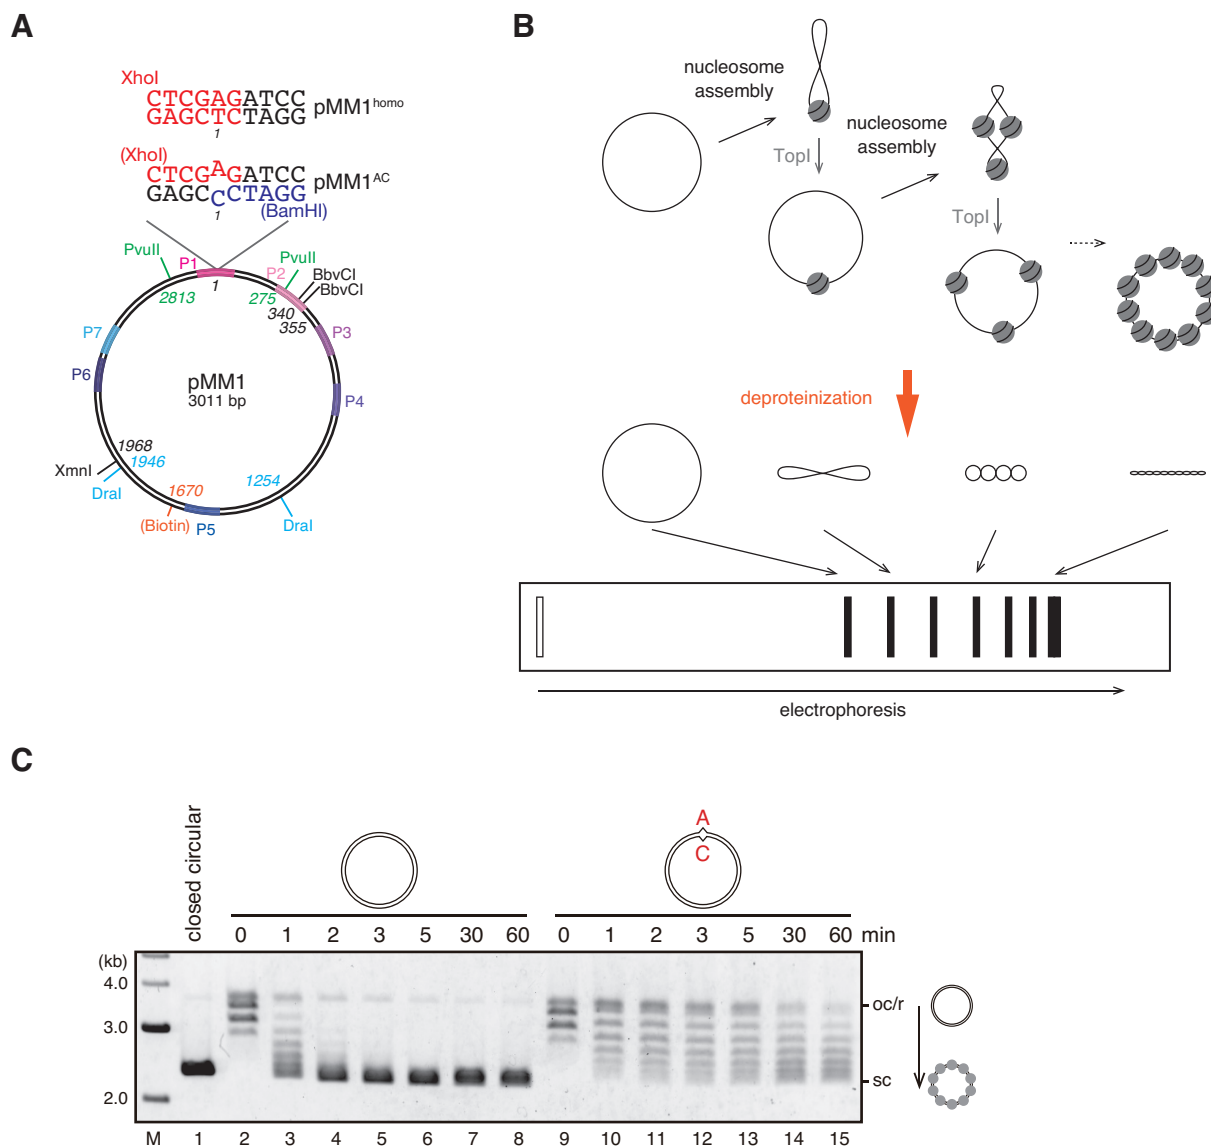 A
XhoI
CTCGAGATCC
GAGCTCTAGG
pMM1homo
1
(XhoI)
CTCGAGATCC
GAGCCCTAGG
pMM1AC
1
(BamHI)
PvuII
P1
P2
PvuII
BbvCI
BbvCI
2813
1
275
340
355
P7
P3
P6
pMM1
3011 bp
P4
1968
XmnI
1946
1254
DraI
1670
(Biotin)
P5
DraI
B
nucleosome
assembly
TopI
nucleosome
assembly
TopI
deproteinization
electrophoresis
C
closed circular
A
C
0 1 2 3 5 30 60 0 1 2 3 5 30 60 min
(kb)
4.0
3.0
2.0
oc/r
sc
M 1 2 3 4 5 6 7 8 9 10 11 12 13 14 15